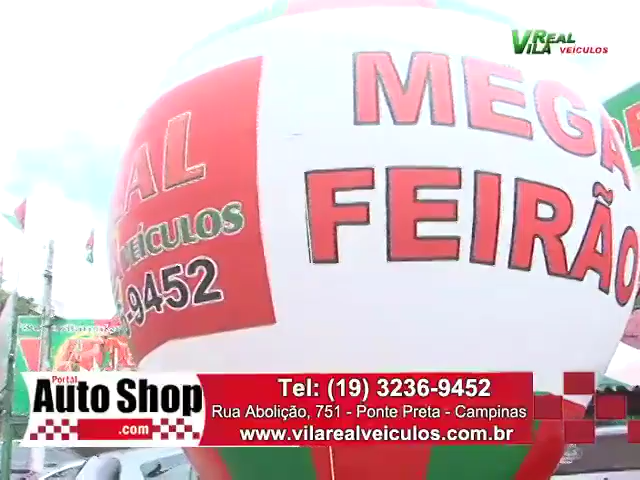 VILA REAL VEÍCULOS
MEGA
FEIRÃO
EAL
VEÍCULOS
-9452
Portal
Auto Shop
.com
Tel: (19) 3236-9452
Rua Abolição, 751 - Ponte Preta - Campinas
www.vilarealveiculos.com.br